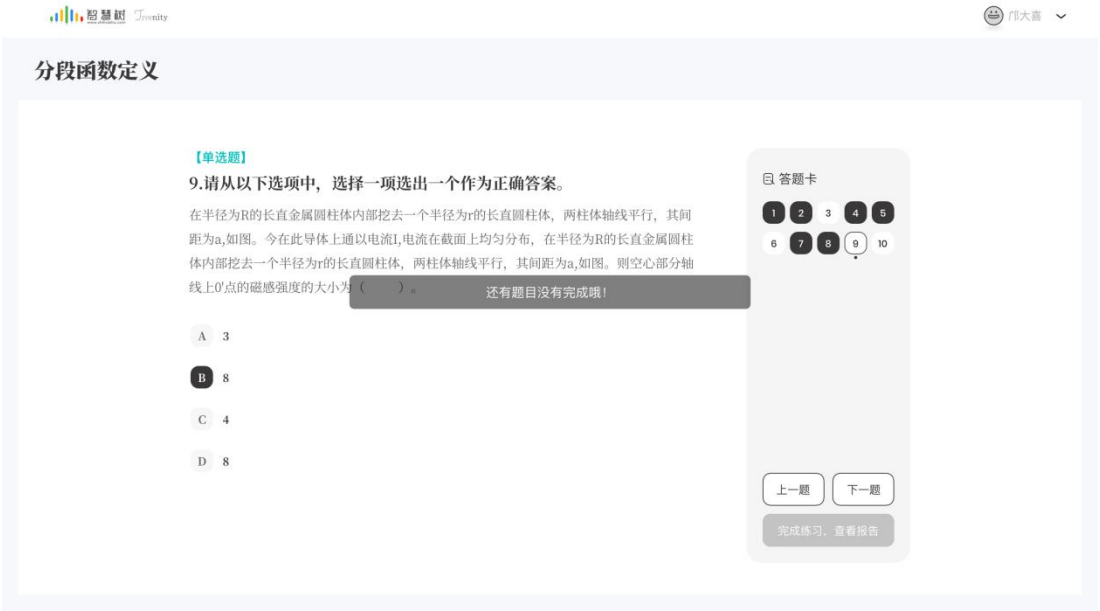 智慧树 Treenity
www.zhihuishu.com
邝大喜
分段函数定义
【单选题】
9.请从以下选项中，选择一项选出一个作为正确答案。
在半径为R的长直金属圆柱体内部挖去一个半径为r的长直圆柱体，两柱体轴线平行，其间
距为a,如图。今在此导体上通以电流I,电流在截面上均匀分布，在半径为R的长直金属圆柱
体内部挖去一个半径为r的长直圆柱体，两柱体轴线平行，其间距为a,如图。则空心部分轴
线上0'点的磁感强度的大小为（　　）。
还有题目没有完成哦！
A 3
B 8
C 4
D 8
答题卡
1 2 3 4 5
6 7 8 9 10
上一题 下一题
完成练习，查看报告